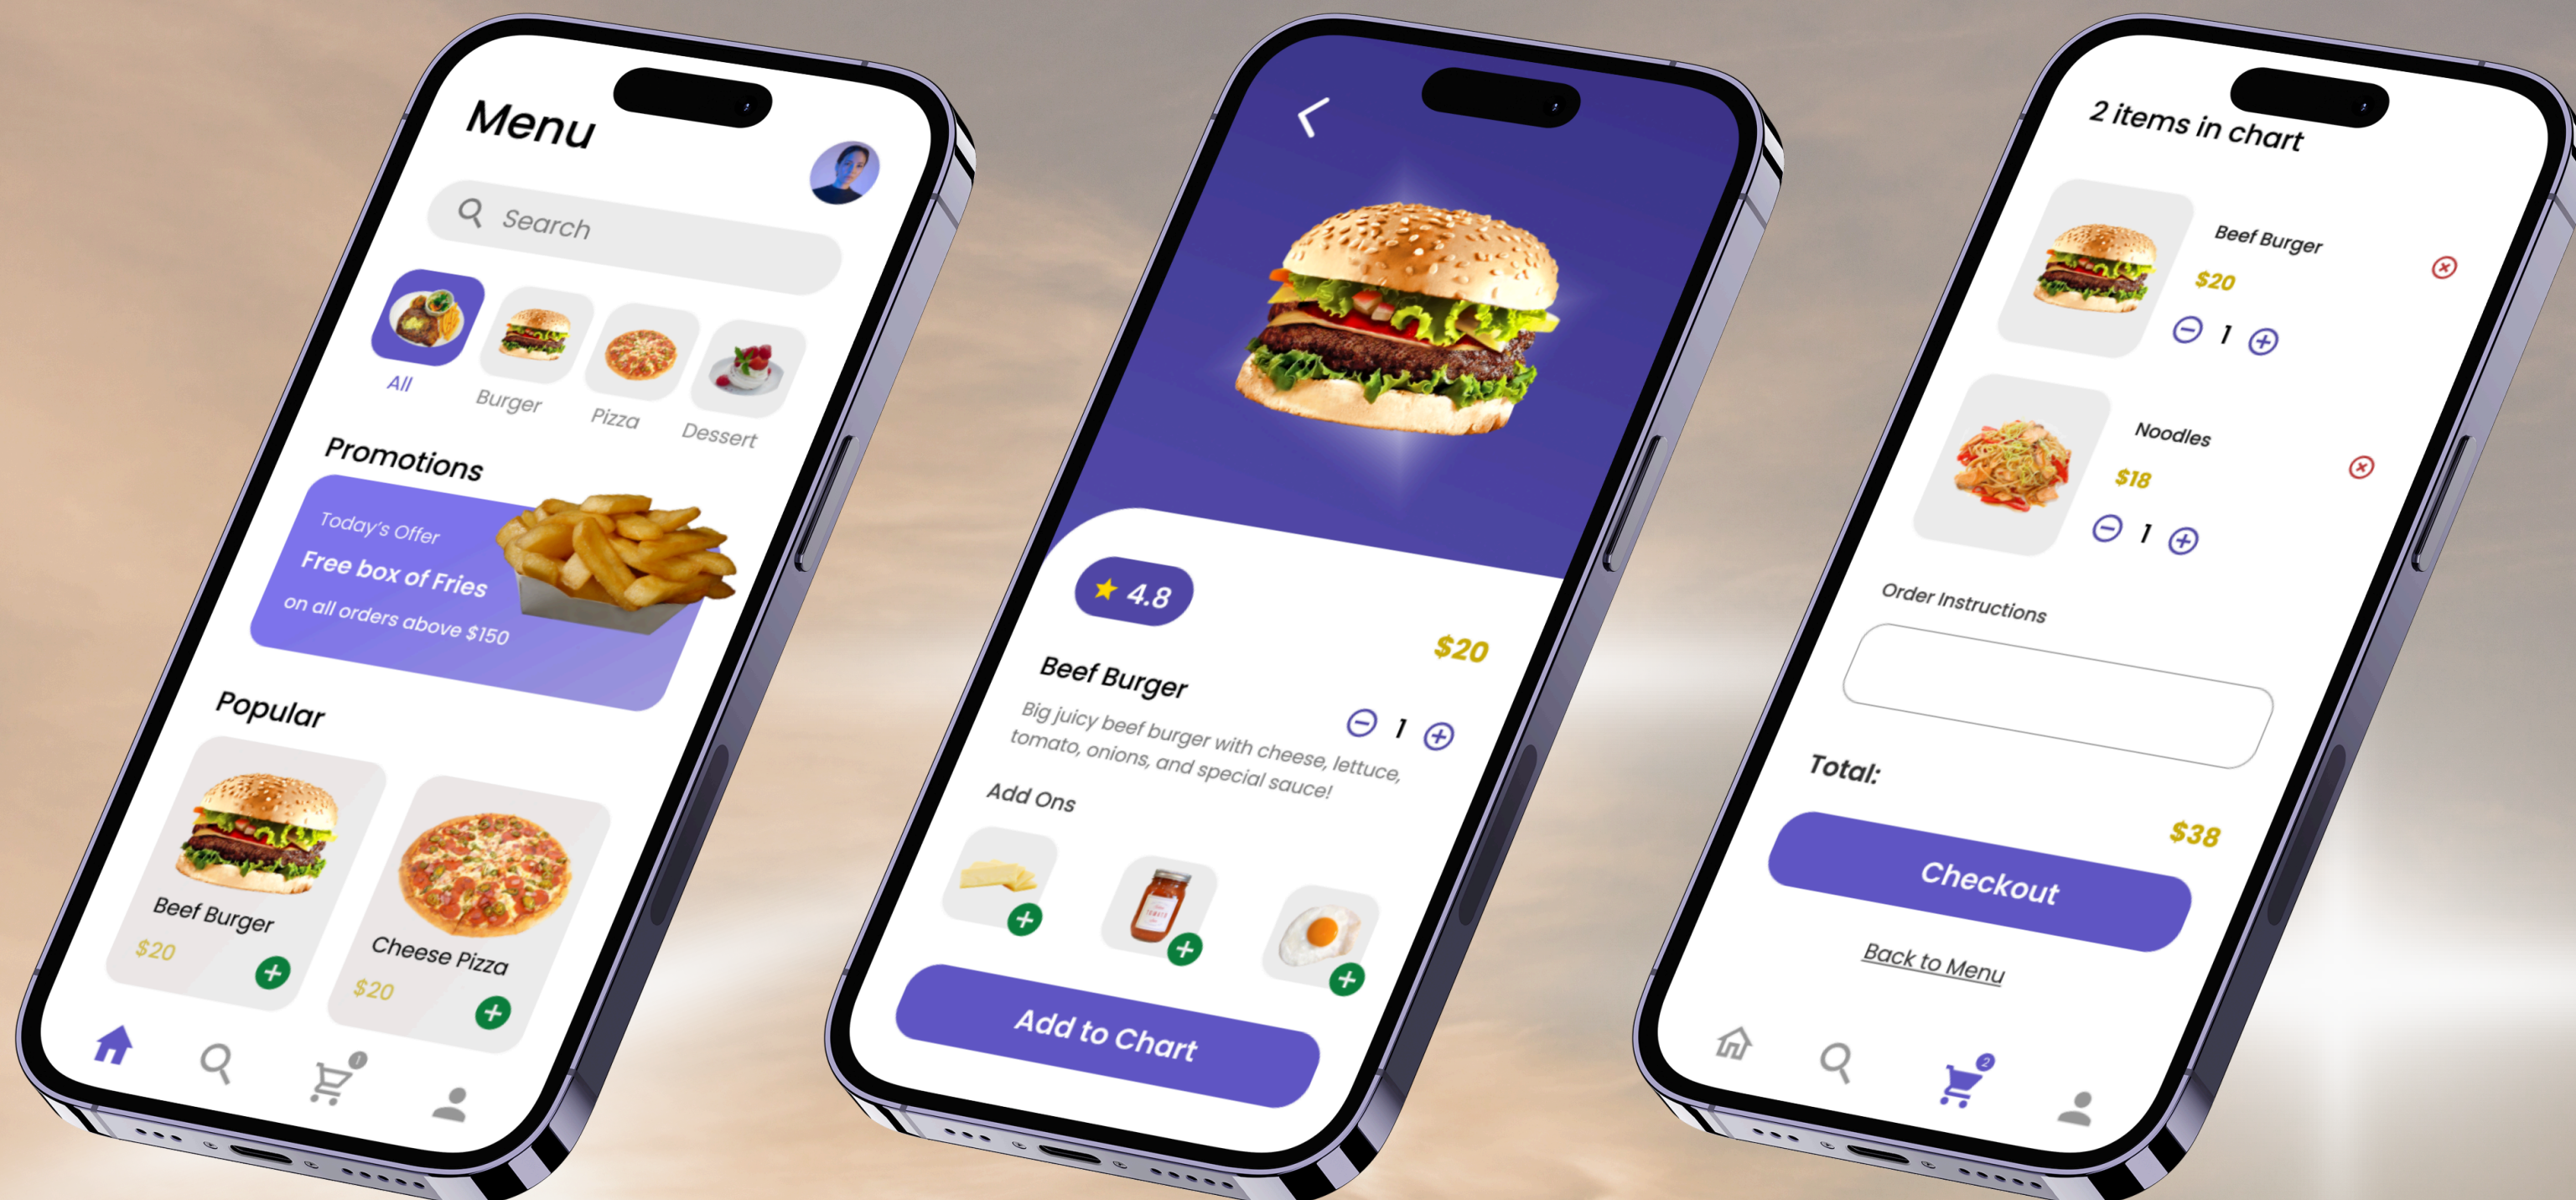 Menu
Search
All
Burger
Pizza
Dessert
Promotions
Today's Offer
Free box of Fries
on all orders above $150
Popular
Beef Burger
$20
Cheese Pizza
$20
1
4.8
$20
Beef Burger
1
Big juicy beef burger with cheese, lettuce,
tomato, onions, and special sauce!
Add Ons
TOMATO
Add to Chart
2 items in chart
Beef Burger
$20
1
Noodles
$18
1
Order Instructions
Total:
$38
Checkout
Back to Menu
2